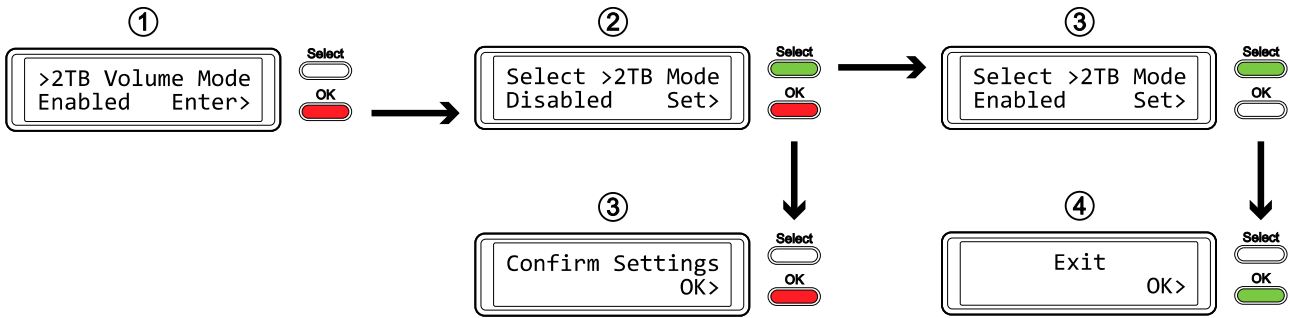 ①
>2TB Volume Mode
Enabled Enter>
Select
OK
②
Select >2TB Mode
Disabled Set>
Select
OK
③
Select >2TB Mode
Enabled Set>
Select
OK
③
Confirm Settings
OK>
Select
OK
④
Exit
OK>
Select
OK